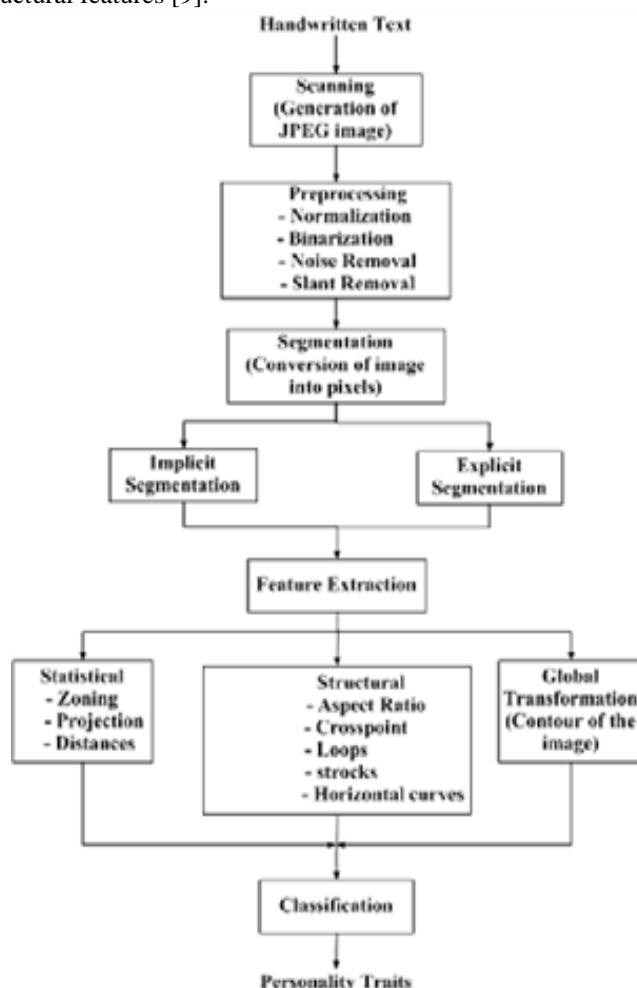 uctural features [9].
Handwritten Text
Scanning
(Generation of
JPEG image)
Preprocessing
- Normalization
- Binarization
- Noise Removal
- Slant Removal
Segmentation
(Conversion of image
into pixels)
Implicit
Segmentation
Explicit
Segmentation
Feature Extraction
Statistical
- Zoning
- Projection
- Distances
Structural
- Aspect Ratio
- Crosspoint
- Loops
- strocks
- Horizontal curves
Global
Transformation
(Contour of the
image)
Classification
Personality Traits